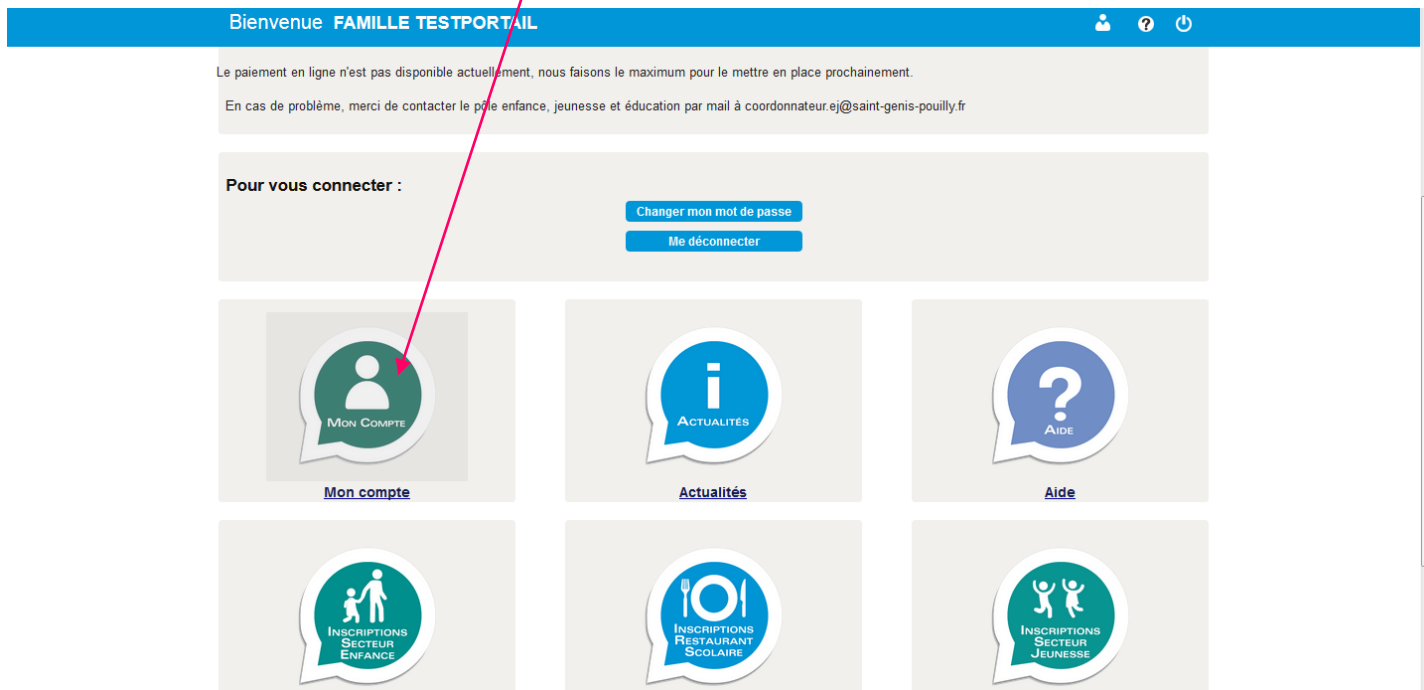 Bienvenue FAMILLE TESTPORTAIL
Le paiement en ligne n'est pas disponible actuellement, nous faisons le maximum pour le mettre en place prochainement.
En cas de problème, merci de contacter le pôle enfance, jeunesse et éducation par mail à coordonnateur.ej@saint-genis-pouilly.fr
Pour vous connecter :
Changer mon mot de passe
Me déconnecter
MON COMPTE
Mon compte
i
ACTUALITÉS
Actualités
?
AIDE
Aide
INSCRIPTIONS
SECTEUR
ENFANCE
INSCRIPTIONS
RESTAURANT
SCOLAIRE
INSCRIPTIONS
SECTEUR
JEUNESSE